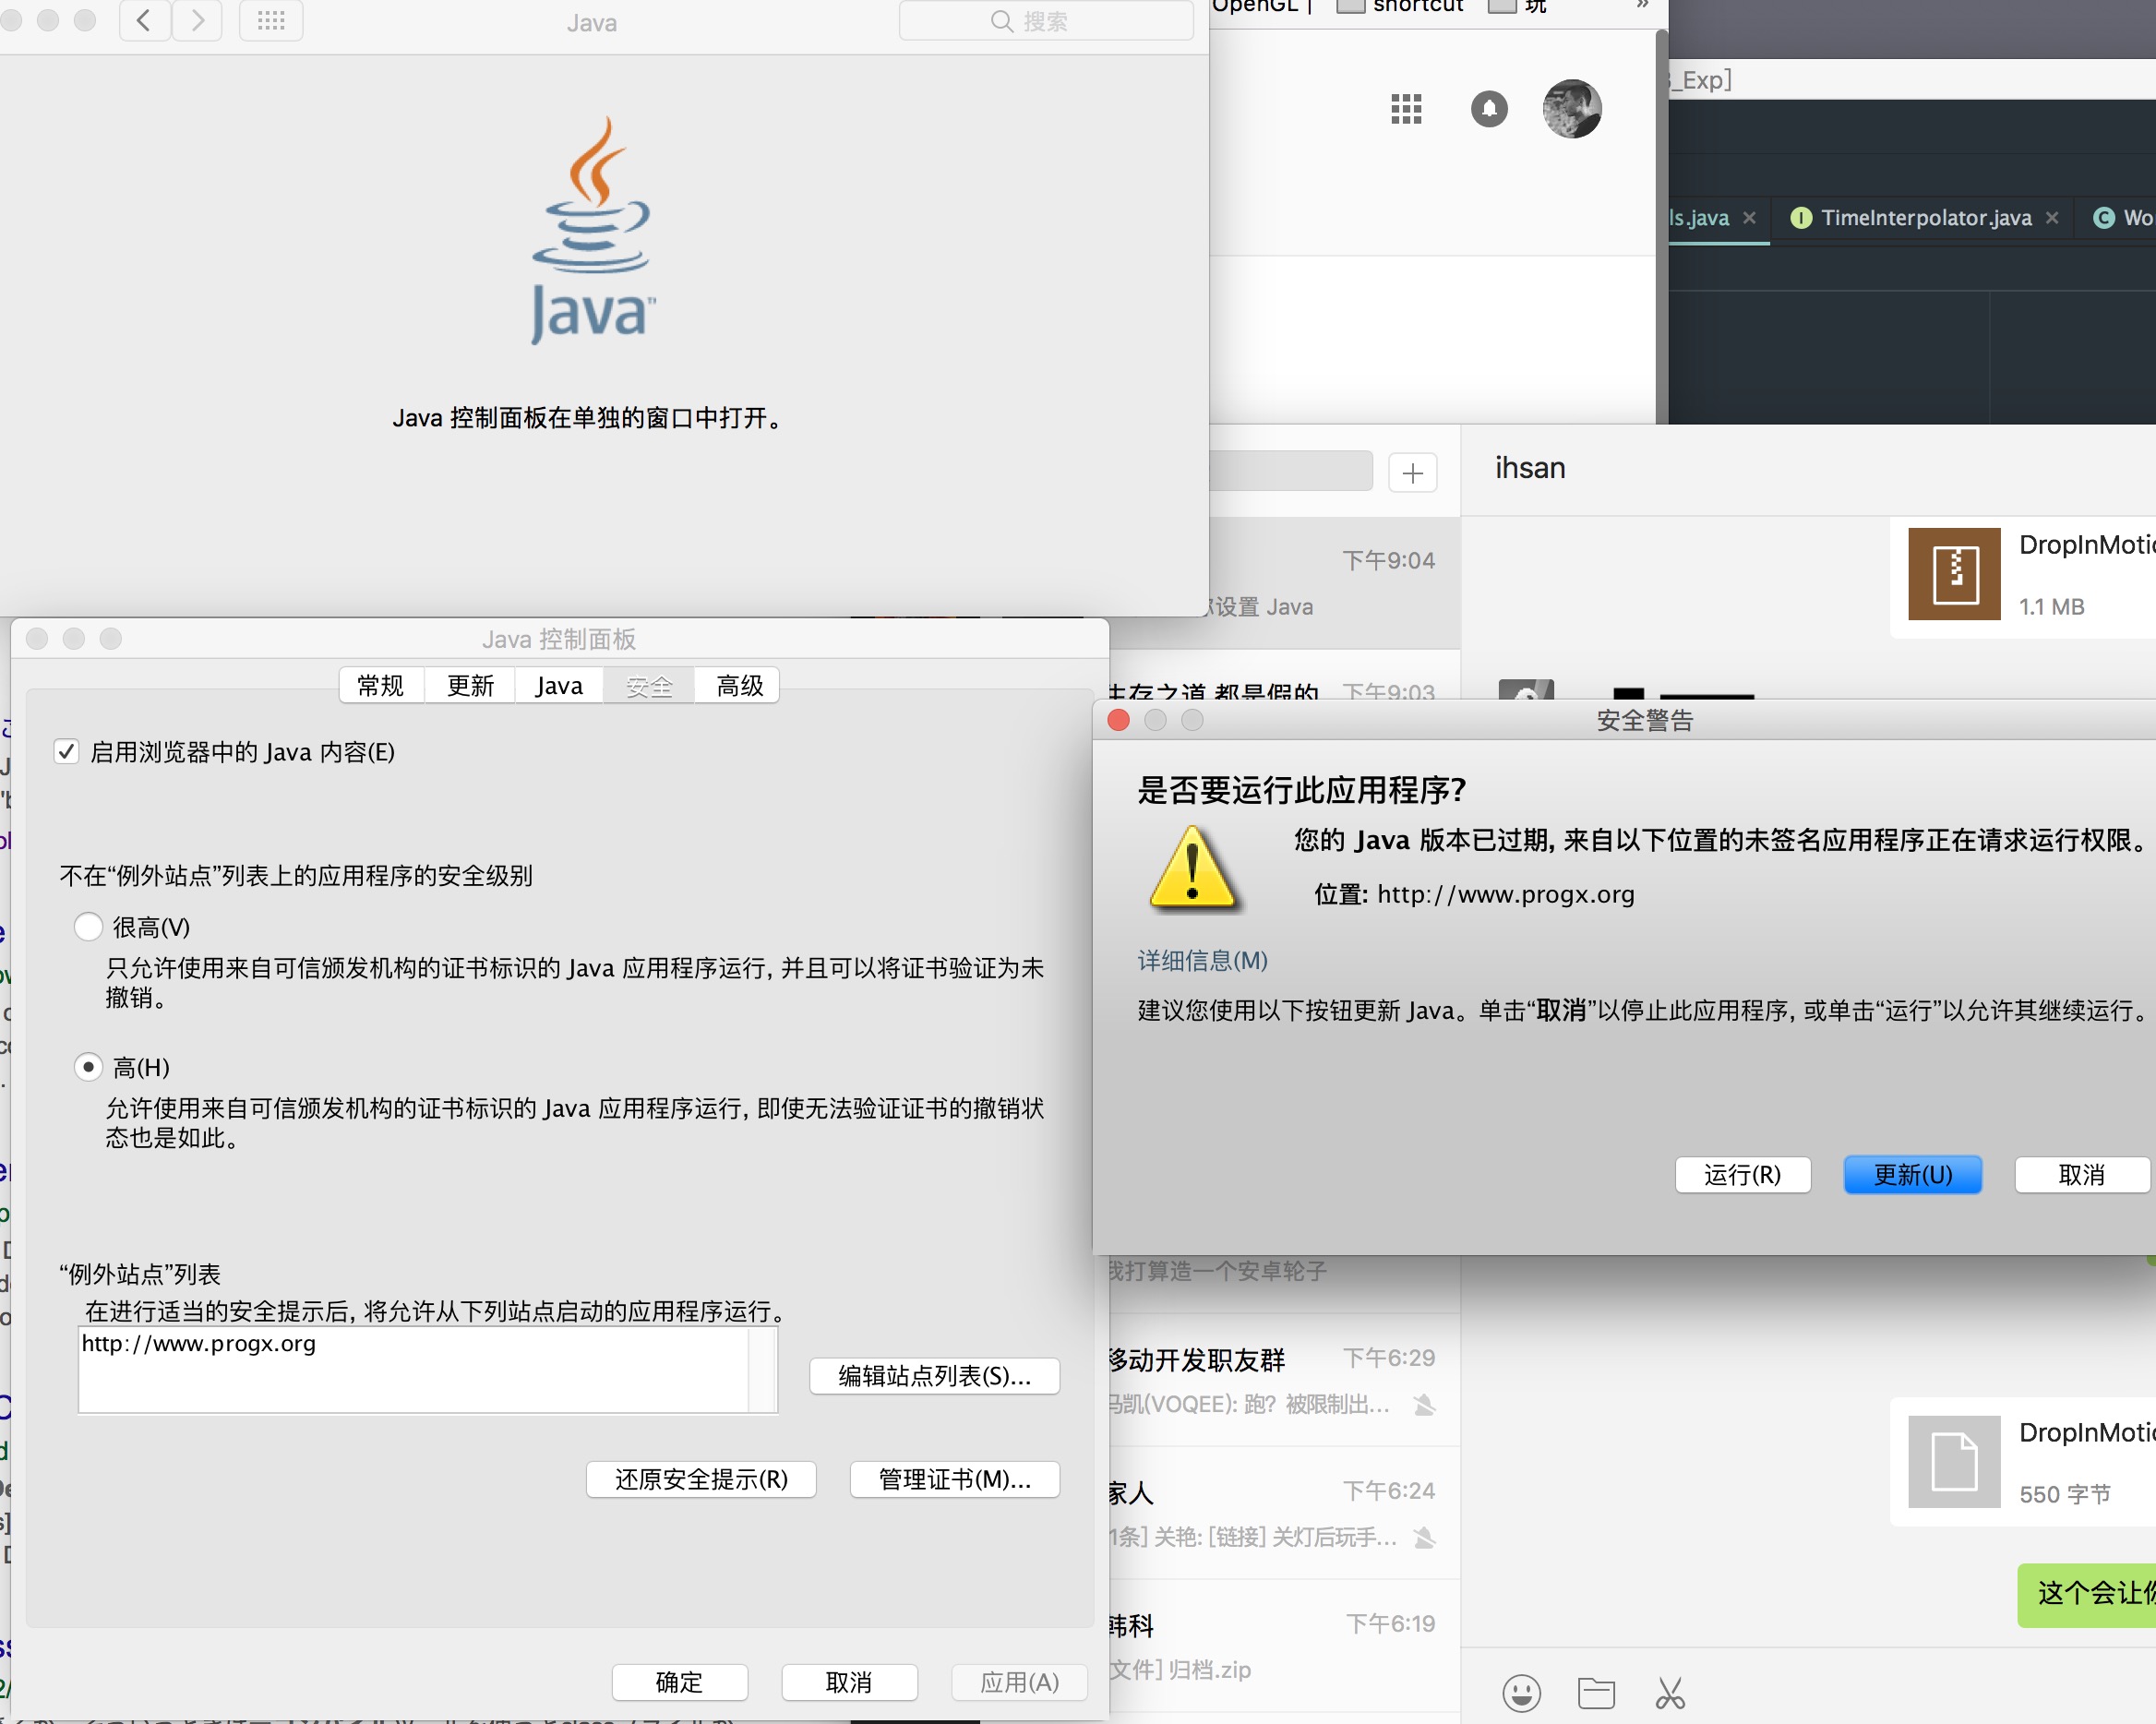 Java
搜索
Java™
Java 控制面板在单独的窗口中打开。
OpenGL |
shortcut
玩
»
_Exp]
ls.java
TimeInterpolator.java
Wo
ihsan
下午9:04
设置 Java
DropInMotic
1.1 MB
生存之道 都是假的
下午9:03
Java 控制面板
常规
更新
Java
安全
高级
启用浏览器中的 Java 内容(E)
不在“例外站点”列表上的应用程序的安全级别
很高(V)
只允许使用来自可信颁发机构的证书标识的 Java 应用程序运行, 并且可以将证书验证为未
撤销。
高(H)
允许使用来自可信颁发机构的证书标识的 Java 应用程序运行, 即使无法验证证书的撤销状
态也是如此。
“例外站点”列表
在进行适当的安全提示后, 将允许从下列站点启动的应用程序运行。
http://www.progx.org
编辑站点列表(S)...
还原安全提示(R)
管理证书(M)...
确定
取消
应用(A)
安全警告
是否要运行此应用程序?
您的 Java 版本已过期, 来自以下位置的未签名应用程序正在请求运行权限。
位置: http://www.progx.org
详细信息(M)
建议您使用以下按钮更新 Java。单击“取消”以停止此应用程序, 或单击“运行”以允许其继续运行。
运行(R)
更新(U)
取消
我打算造一个安卓轮子
移动开发职友群
下午6:29
马凯(VOQEE): 跑? 被限制出...
家人
下午6:24
1条] 关艳: [链接] 关灯后玩手...
韩科
下午6:19
文件] 归档.zip
DropInMotic
550 字节
这个会让你